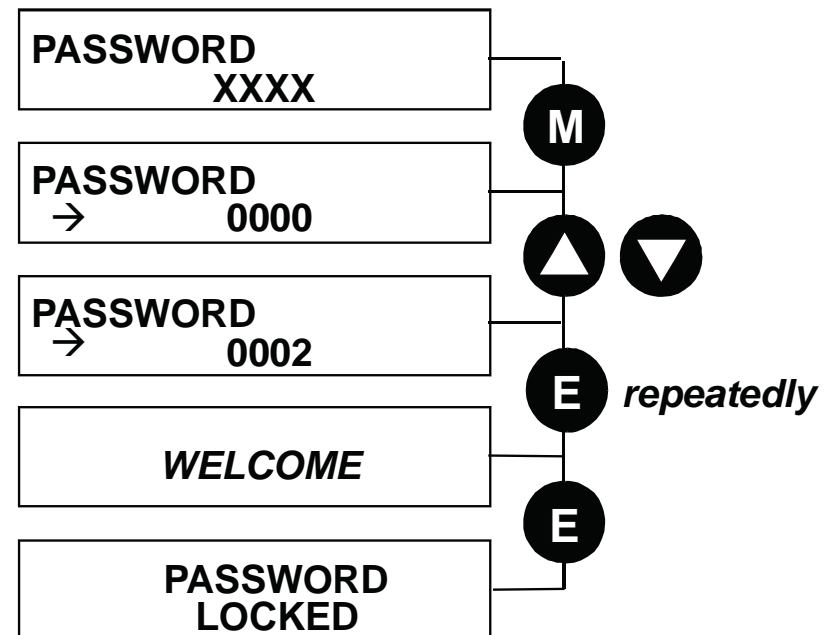 PASSWORD
XXXX
M
PASSWORD
→ 0000
PASSWORD
→ 0002
E repeatedly
WELCOME
E
PASSWORD
LOCKED